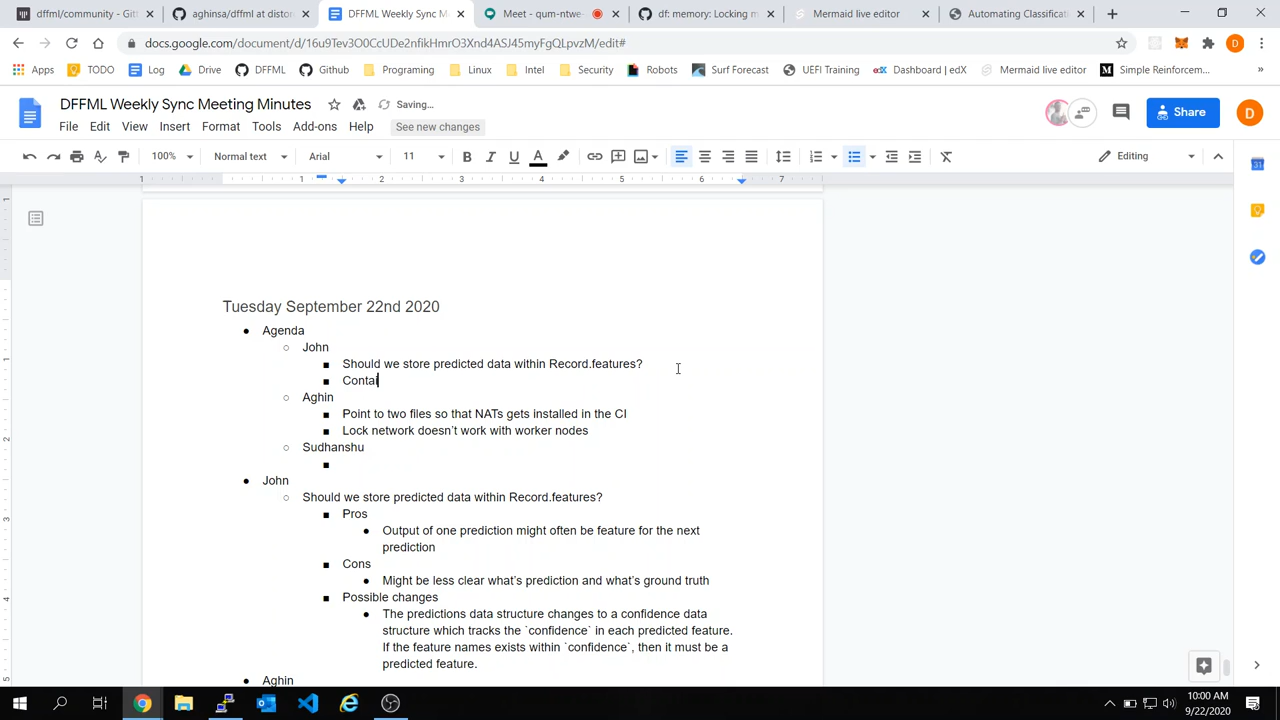 dffml/community - Gitt
aghinsa/dffml at distor
DFFML Weekly Sync M
Meet - qum-ntwe-
df: memory: Locking m
Mermaid live editor
Automating Classificati
docs.google.com/document/d/16u9Tev3O0CcUDe2nfikHmrO3Xnd4ASJ45myFgQLpvzM/edit#
Apps
TODO
Log
Drive
DFFML
Github
Programing
Linux
Intel
Security
Robots
Surf Forecast
UEFI Training
Dashboard | edX
Mermaid live editor
Simple Reinforcem...
DFFML Weekly Sync Meeting Minutes
Saving...
File Edit View Insert Format Tools Add-ons Help
See new changes
Share
D
100%
Normal text
Arial
11
Editing
Tuesday September 22nd 2020
Agenda
John
Should we store predicted data within Record.features?
Contai
Aghin
Point to two files so that NATs gets installed in the CI
Lock network doesn't work with worker nodes
Sudhanshu
John
Should we store predicted data within Record.features?
Pros
Output of one prediction might often be feature for the next
prediction
Cons
Might be less clear what's prediction and what's ground truth
Possible changes
The predictions data structure changes to a confidence data
structure which tracks the `confidence` in each predicted feature.
If the feature names exists within `confidence`, then it must be a
predicted feature.
Aghin
10:00 AM
9/22/2020